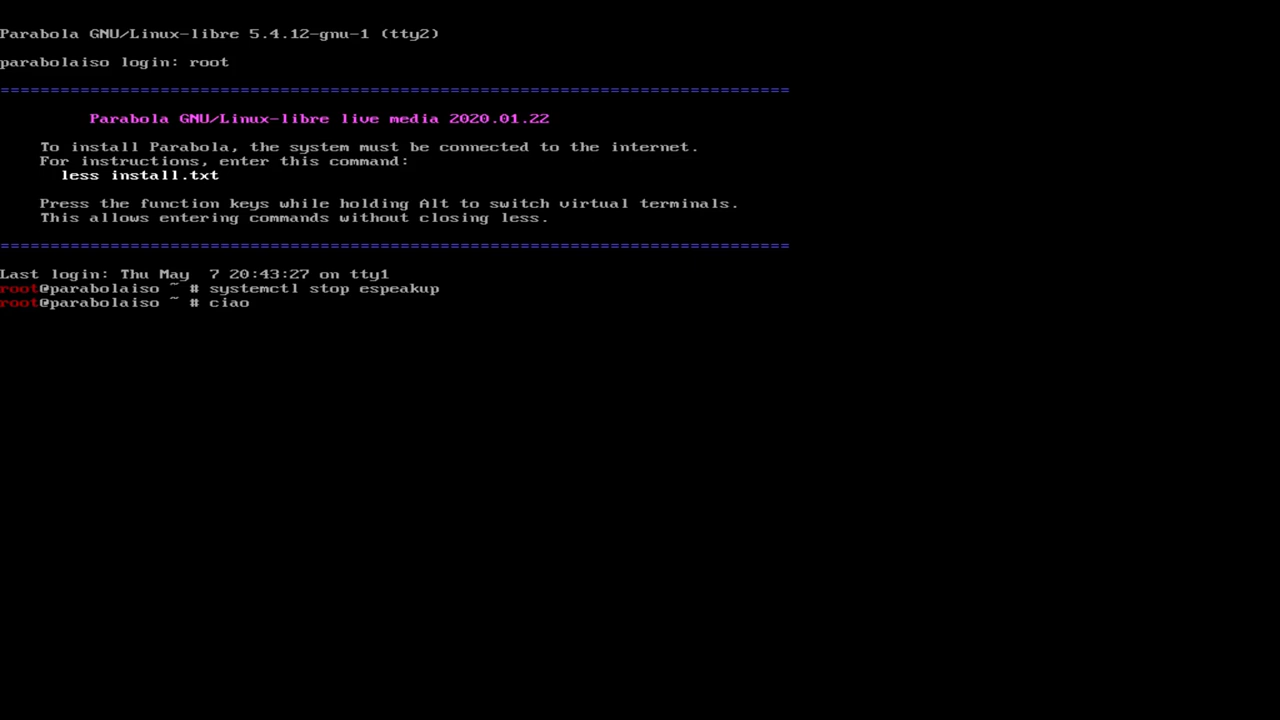 Parabola GNU/Linux-libre 5.4.12-gnu-1 (tty2)
parabolaiso login: root
===============================================================================
Parabola GNU/Linux-libre live media 2020.01.22
To install Parabola, the system must be connected to the internet.
For instructions, enter this command:
less install.txt
Press the function keys while holding Alt to switch virtual terminals.
This allows entering commands without closing less.
===============================================================================
Last login: Thu May  7 20:43:27 on tty1
root@parabolaiso ~ # systemctl stop espeakup
root@parabolaiso ~ # ciao